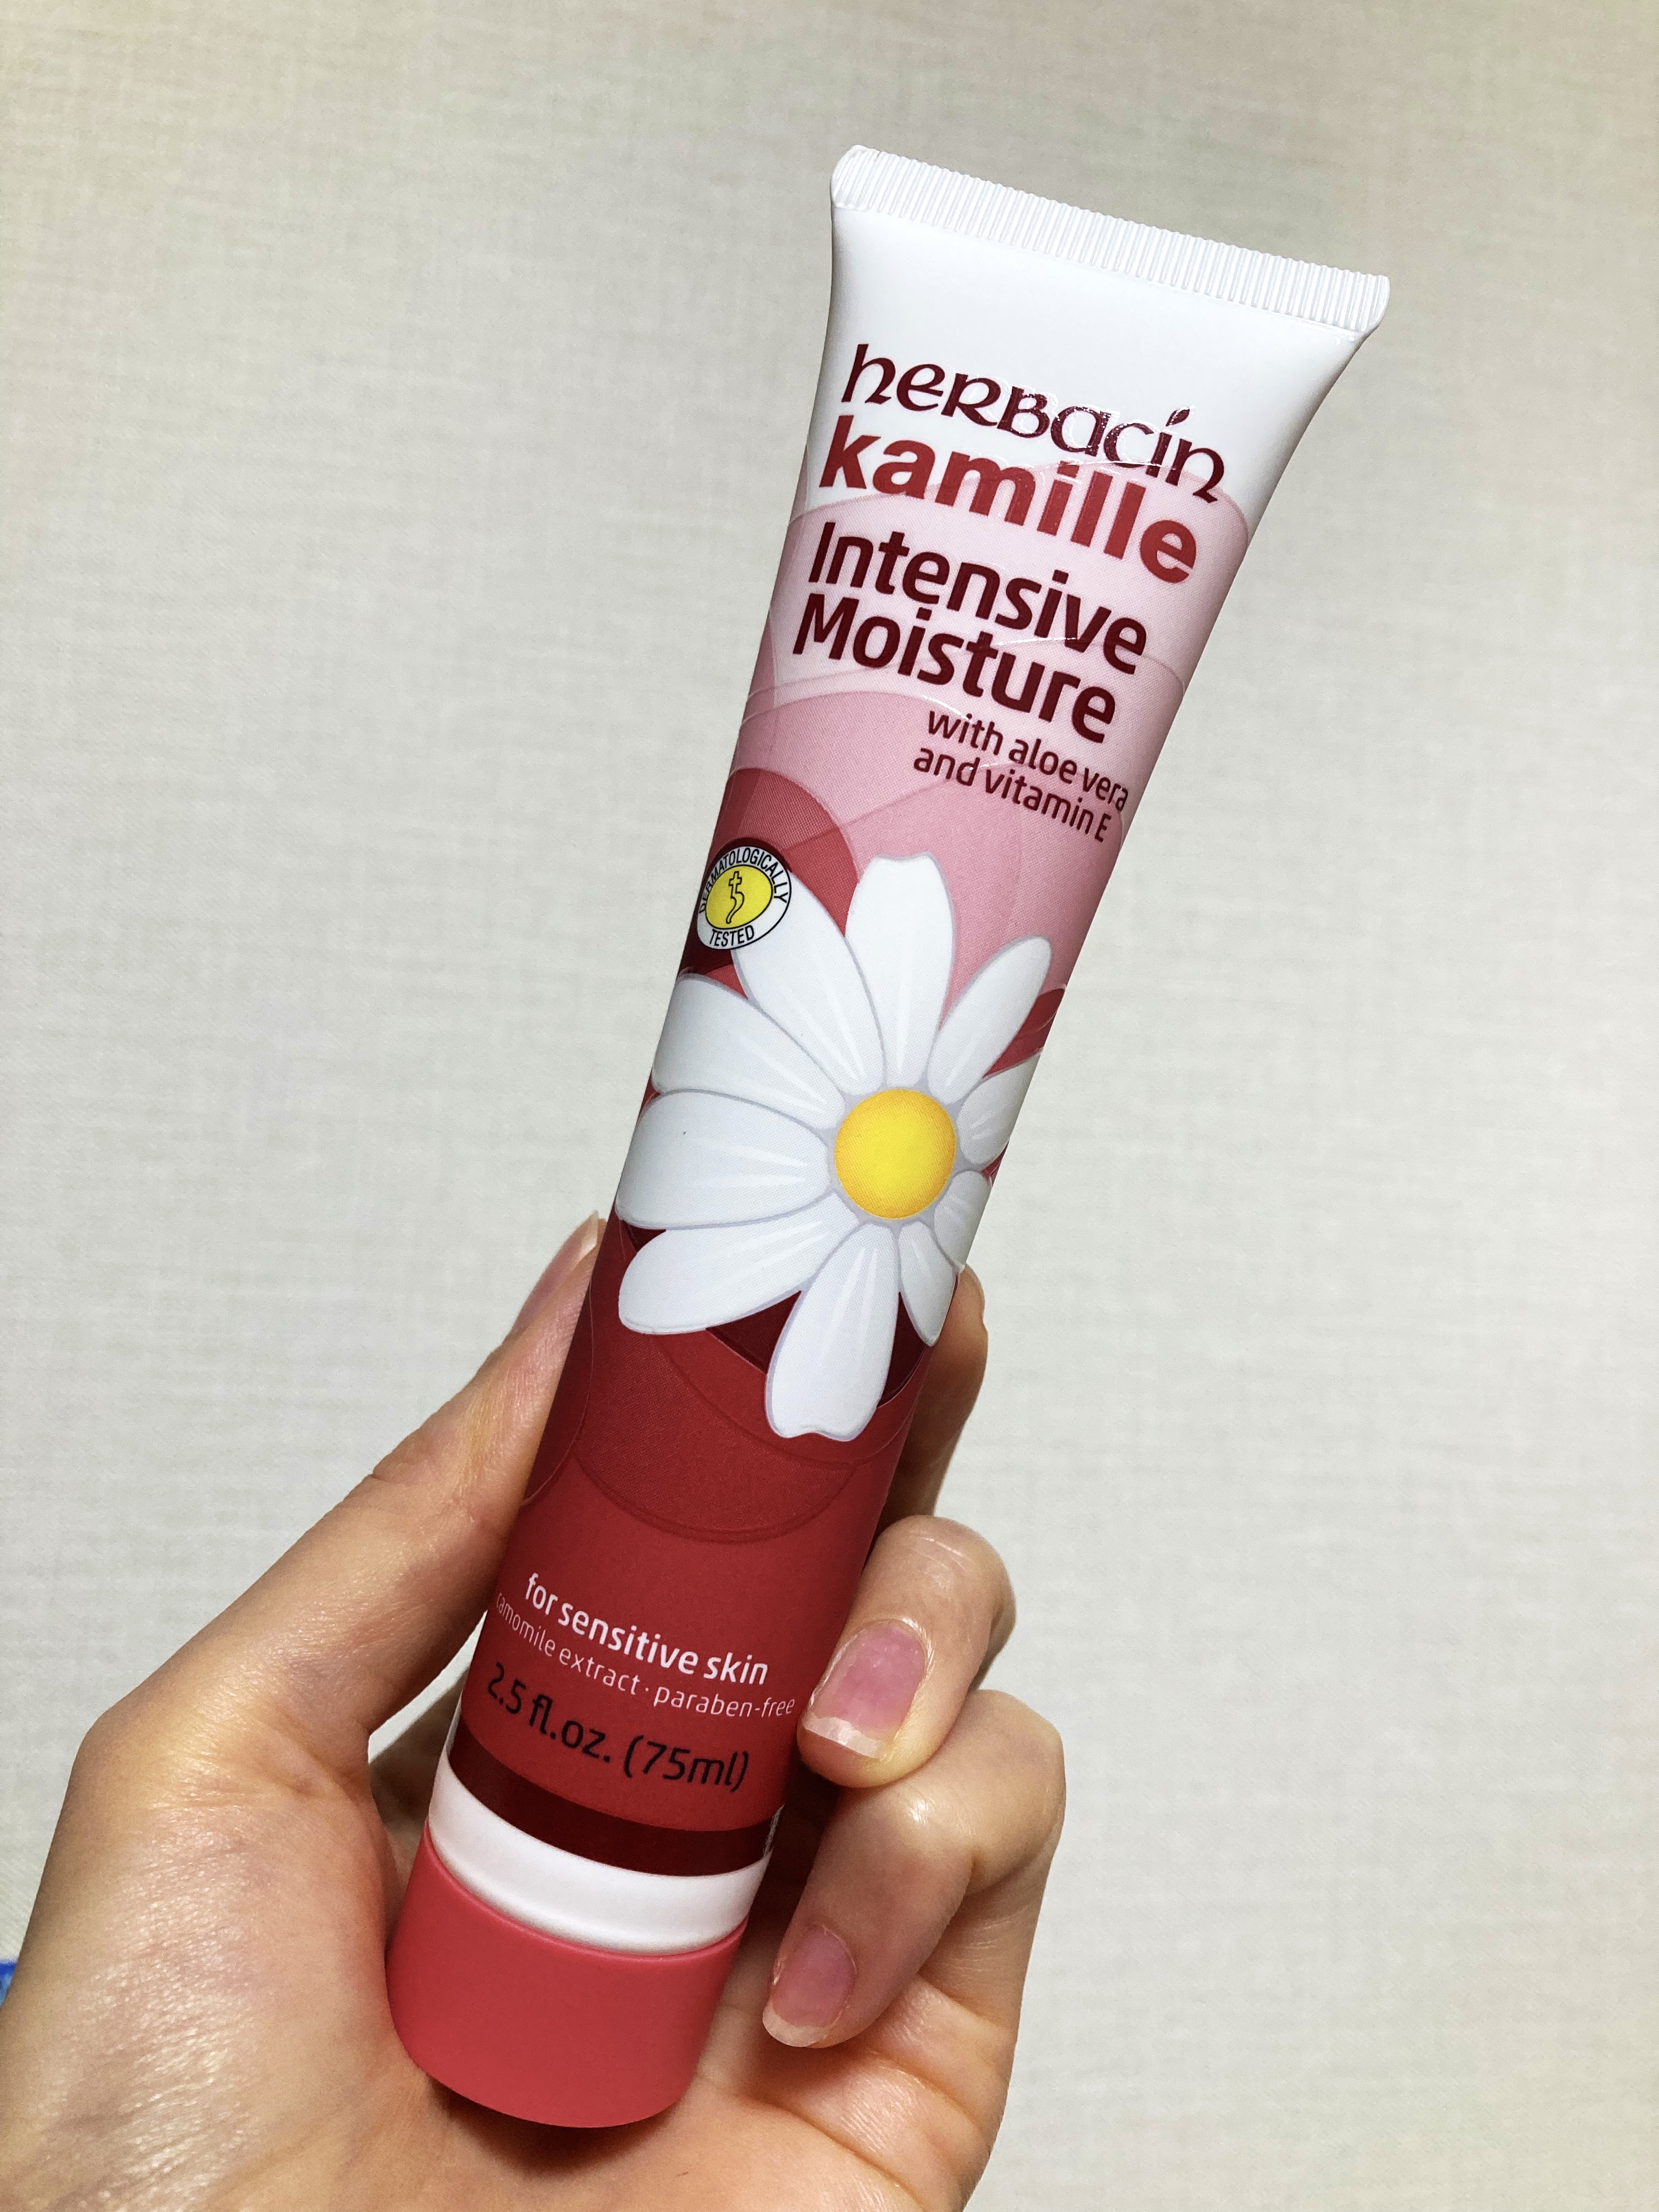 herbacin
kamille
Intensive
Moisture
with aloe vera
and vitamin E
DERMATOLOGICALLY
TESTED
for sensitive skin
camomile extract · paraben-free
2.5 fl.oz. (75ml)